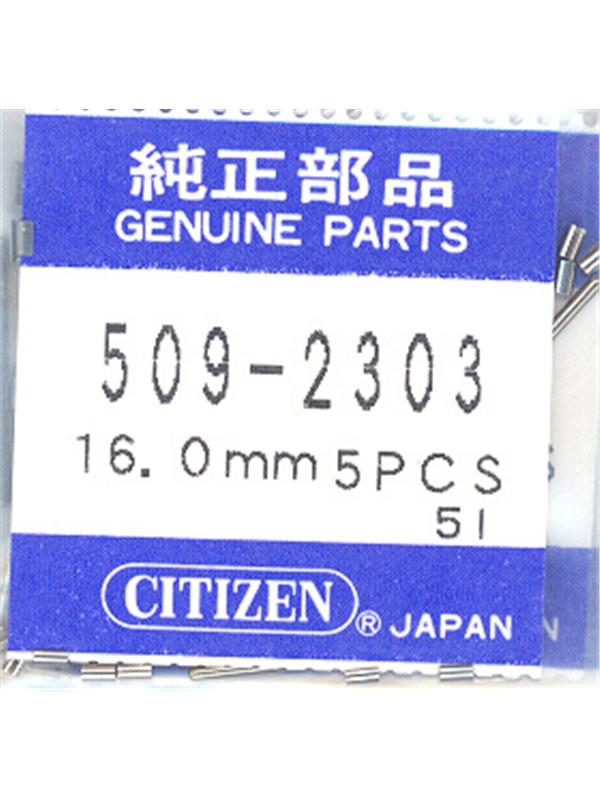 純正部品
GENUINE PARTS
509-2303
16.0mm 5PCS
51
CITIZEN® JAPAN